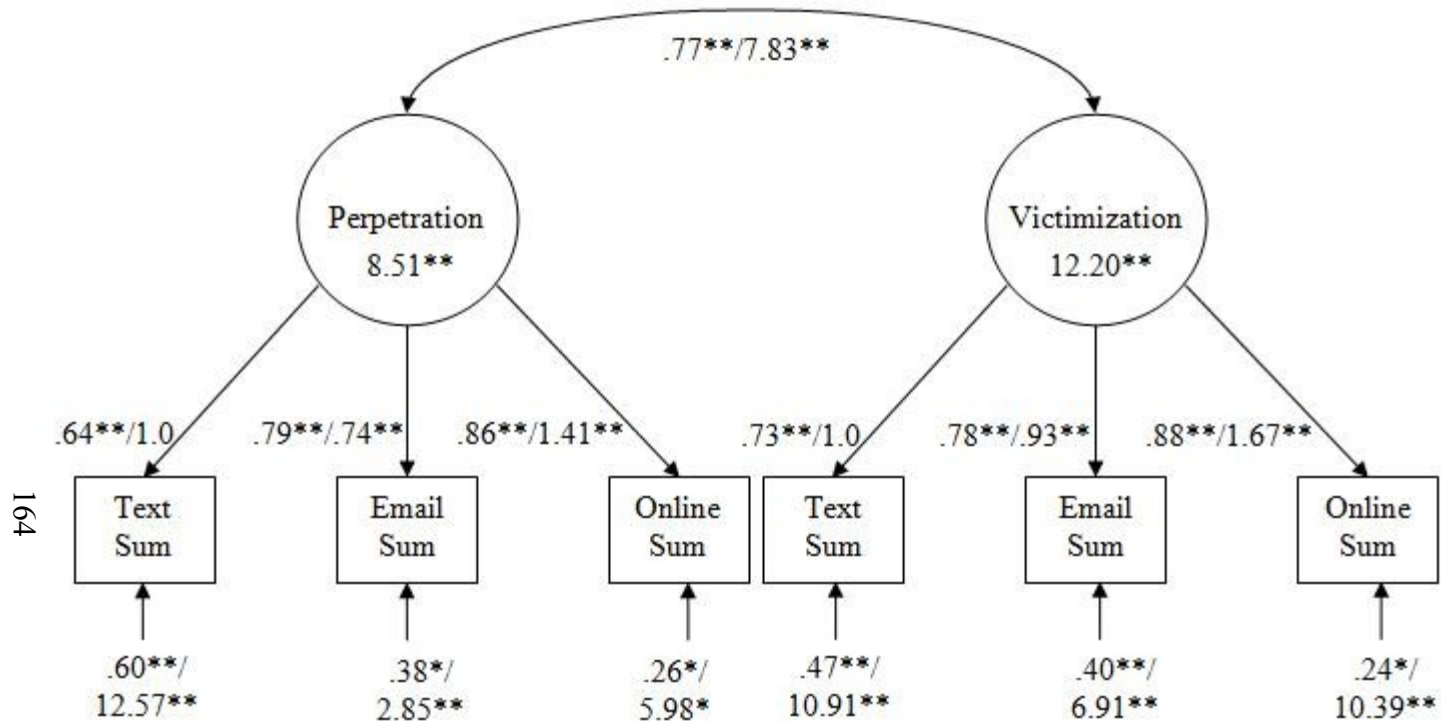 .77**/7.83**
Perpetration
8.51**
Victimization
12.20**
.64**/1.0
.79**/.74**
.86**/1.41**
.73**/1.0
.78**/.93**
.88**/1.67**
Text
Sum
Email
Sum
Online
Sum
Text
Sum
Email
Sum
Online
Sum
.60**/
12.57**
.38*/
2.85**
.26*/
5.98*
.47**/
10.91**
.40**/
6.91**
.24*/
10.39**
164